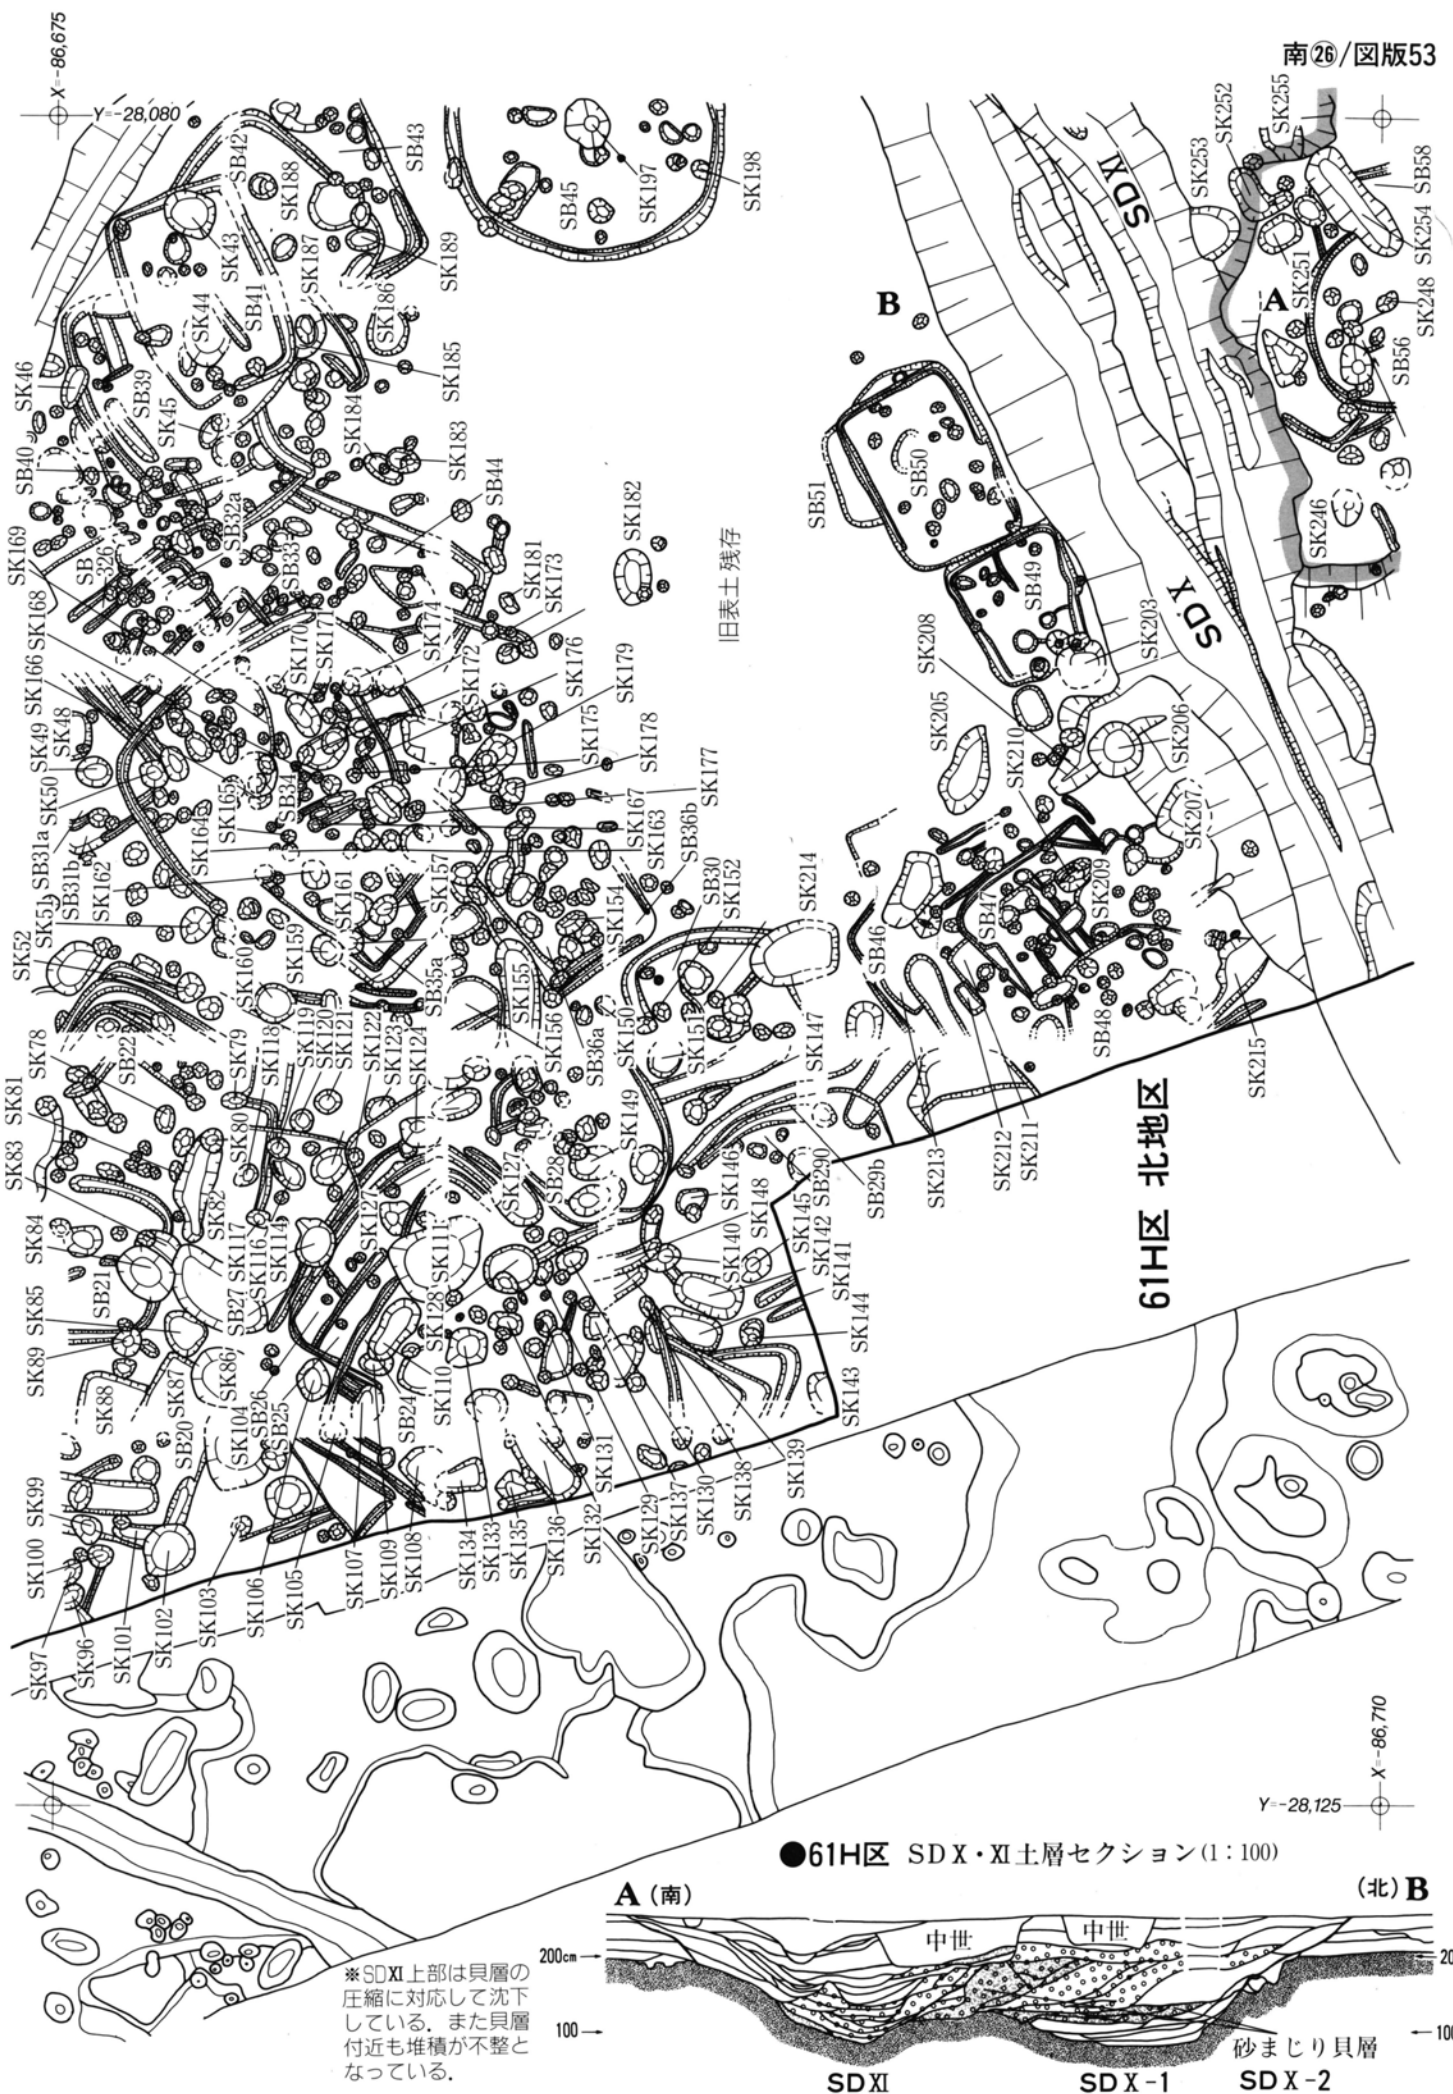 南㉖/図版53
X=-86,675
Y=-28,080
SB42
SK188
SB43
SK43
SK187
SK189
SK44
SB41
SK186
SK185
SK46
SB39
SK45
SK184
SK183
SB40
SB44
SB32a
SK169
SB
326
SB33
SK182
SK181
SK173
SK168
SK170
SK171
SK174
SK172
SK176
SK179
SK166
SK48
SK49
SK50
SK175
SK178
SK177
SB34
SK165
SK164
SK167
SK163
SB31a
SB31b
SK162
SK51
SK161
SK157
SB36b
SB30
SK152
SK214
SK154
SK52
SK160
SK159
SB35a
SK155
SK156
SB36a
SK150
SK151
SK147
SK78
SB22
SK79
SK118
SK119
SK120
SK121
SK122
SK123
SK124
SK81
SK83
SK80
SK149
SK127
SB28
SK146
SK148
SK145
SB290
SB29b
SK84
SK82
SK117
SK116
SK114
SK127
SK111
SK140
SK142
SK141
SK144
SB21
SK85
SB27
SK128
SK89
SK86
SK87
SK88
SB26
SB25
SB24
SK110
SK143
SB20
SK104
SK131
SK139
SK138
SK130
SK137
SK129
SK132
SK136
SK135
SK133
SK134
SK99
SK100
SK103
SK106
SK105
SK107
SK109
SK108
SK97
SK96
SK101
SK102
SB45
SK197
SK198
旧表土残存
B
A
SB51
SB50
SB49
SK208
SK203
SK205
SK210
SK206
SK207
SB46
SB47
SK209
SB48
SK213
SK212
SK211
SK215
SDXI
SDX
SK252
SK255
SK253
SB58
SK254
SK251
SK248
SB56
SK246
61H区 北地区
X=-86,710
Y=-28,125
●61H区 SDX・XI土層セクション(1:100)
A(南)
(北)B
中世 中世
200cm
100
20
100
砂まじり貝層
SDXI
SDX-1
SDX-2
※SDXI上部は貝層の
圧縮に対応して沈下
している．また貝層
付近も堆積が不整と
なっている．